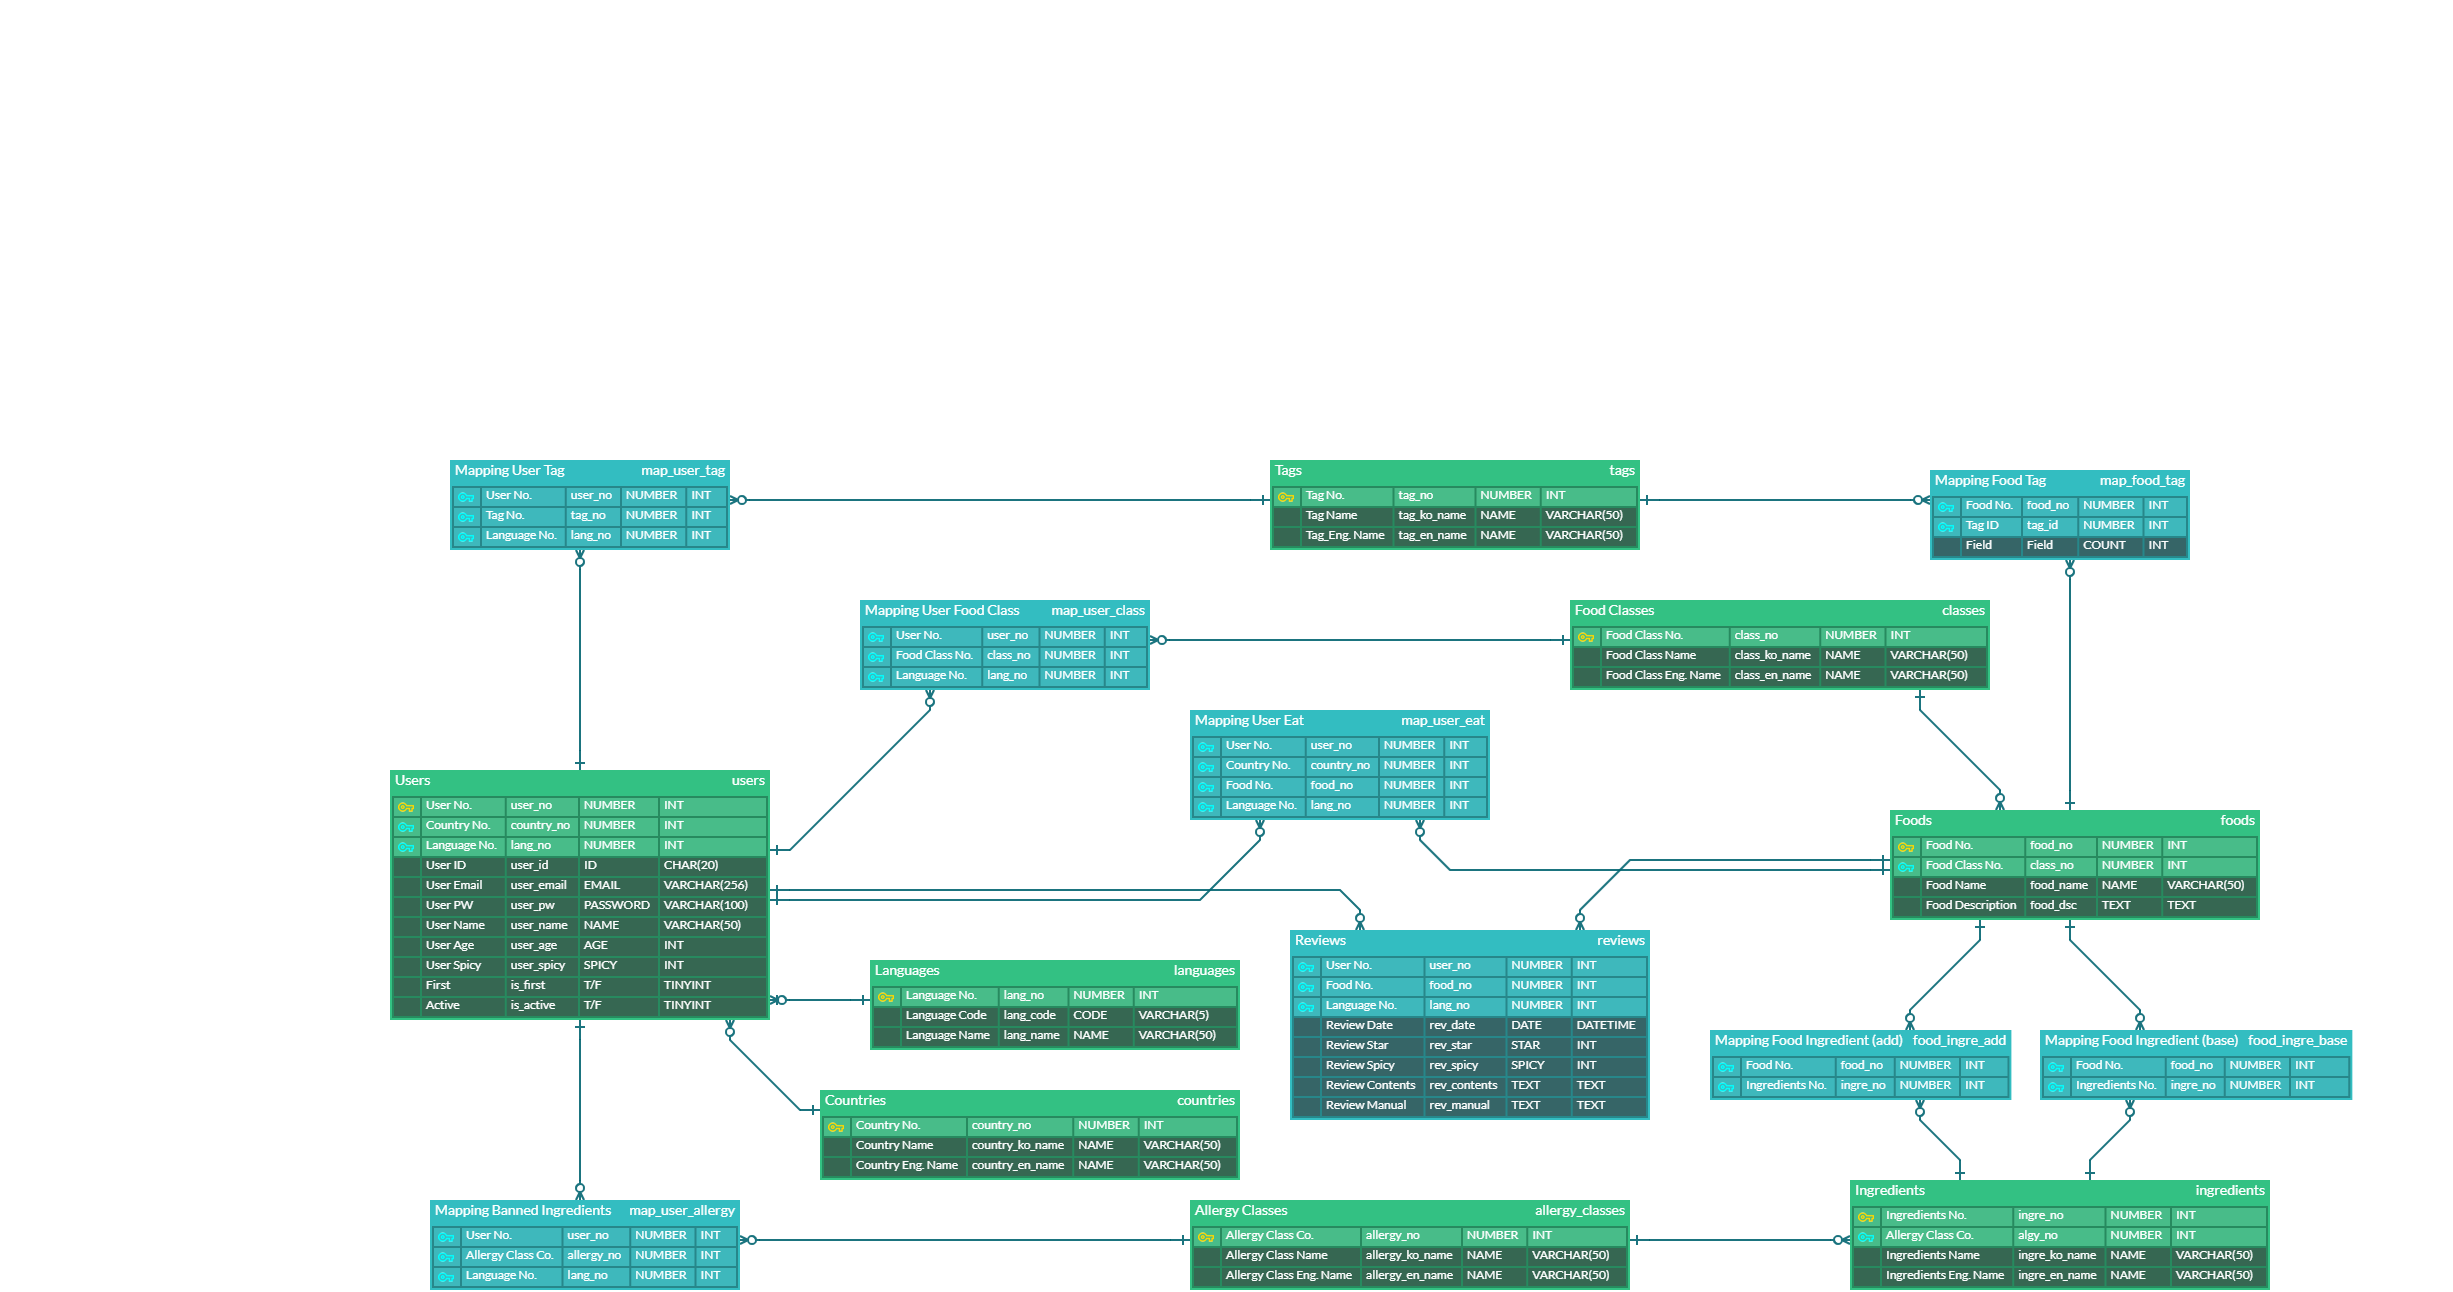 Mapping User Tag map_user_tag
User No. user_no NUMBER INT
Tag No. tag_no NUMBER INT
Language No. lang_no NUMBER INT
Tags tags
Tag No. tag_no NUMBER INT
Tag Name tag_ko_name NAME VARCHAR(50)
Tag_Eng. Name tag_en_name NAME VARCHAR(50)
Mapping Food Tag map_food_tag
Food No. food_no NUMBER INT
Tag ID tag_id NUMBER INT
Field Field COUNT INT
Mapping User Food Class map_user_class
User No. user_no NUMBER INT
Food Class No. class_no NUMBER INT
Language No. lang_no NUMBER INT
Food Classes classes
Food Class No. class_no NUMBER INT
Food Class Name class_ko_name NAME VARCHAR(50)
Food Class Eng. Name class_en_name NAME VARCHAR(50)
Mapping User Eat map_user_eat
User No. user_no NUMBER INT
Country No. country_no NUMBER INT
Food No. food_no NUMBER INT
Language No. lang_no NUMBER INT
Users users
User No. user_no NUMBER INT
Country No. country_no NUMBER INT
Language No. lang_no NUMBER INT
User ID user_id ID CHAR(20)
User Email user_email EMAIL VARCHAR(256)
User PW user_pw PASSWORD VARCHAR(100)
User Name user_name NAME VARCHAR(50)
User Age user_age AGE INT
User Spicy user_spicy SPICY INT
First is_first T/F TINYINT
Active is_active T/F TINYINT
Foods foods
Food No. food_no NUMBER INT
Food Class No. class_no NUMBER INT
Food Name food_name NAME VARCHAR(50)
Food Description food_dsc TEXT TEXT
Reviews reviews
User No. user_no NUMBER INT
Food No. food_no NUMBER INT
Language No. lang_no NUMBER INT
Review Date rev_date DATE DATETIME
Review Star rev_star STAR INT
Review Spicy rev_spicy SPICY INT
Review Contents rev_contents TEXT TEXT
Review Manual rev_manual TEXT TEXT
Languages languages
Language No. lang_no NUMBER INT
Language Code lang_code CODE VARCHAR(5)
Language Name lang_name NAME VARCHAR(50)
Mapping Food Ingredient (add) food_ingre_add
Food No. food_no NUMBER INT
Ingredients No. ingre_no NUMBER INT
Mapping Food Ingredient (base) food_ingre_base
Food No. food_no NUMBER INT
Ingredients No. ingre_no NUMBER INT
Countries countries
Country No. country_no NUMBER INT
Country Name country_ko_name NAME VARCHAR(50)
Country Eng. Name country_en_name NAME VARCHAR(50)
Mapping Banned Ingredients map_user_allergy
User No. user_no NUMBER INT
Allergy Class Co. allergy_no NUMBER INT
Language No. lang_no NUMBER INT
Allergy Classes allergy_classes
Allergy Class Co. allergy_no NUMBER INT
Allergy Class Name allergy_ko_name NAME VARCHAR(50)
Allergy Class Eng. Name allergy_en_name NAME VARCHAR(50)
Ingredients ingredients
Ingredients No. ingre_no NUMBER INT
Allergy Class Co. algy_no NUMBER INT
Ingredients Name ingre_ko_name NAME VARCHAR(50)
Ingredients Eng. Name ingre_en_name NAME VARCHAR(50)